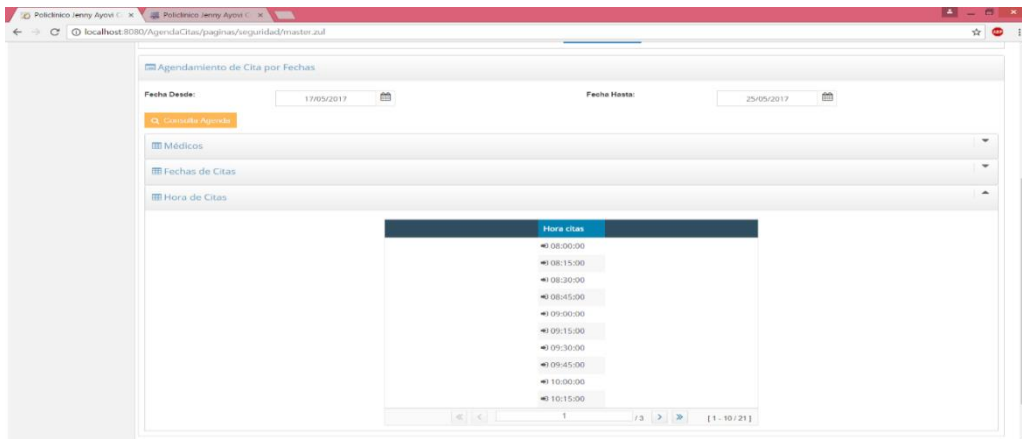 Policlinico Jenny Ayovi C
Policlinico Jenny Ayovi C
localhost:8080/AgendaCitas/paginas/seguridad/master.zul
Agendamiento de Cita por Fechas
Fecha Desde: 17/05/2017 Fecha Hasta: 25/05/2017
Consulta Agenda
Médicos
Fechas de Citas
Hora de Citas
Hora citas
08:00:00
08:15:00
08:30:00
08:45:00
09:00:00
09:15:00
09:30:00
09:45:00
10:00:00
10:15:00
1 / 3 [ 1 - 10 / 21 ]